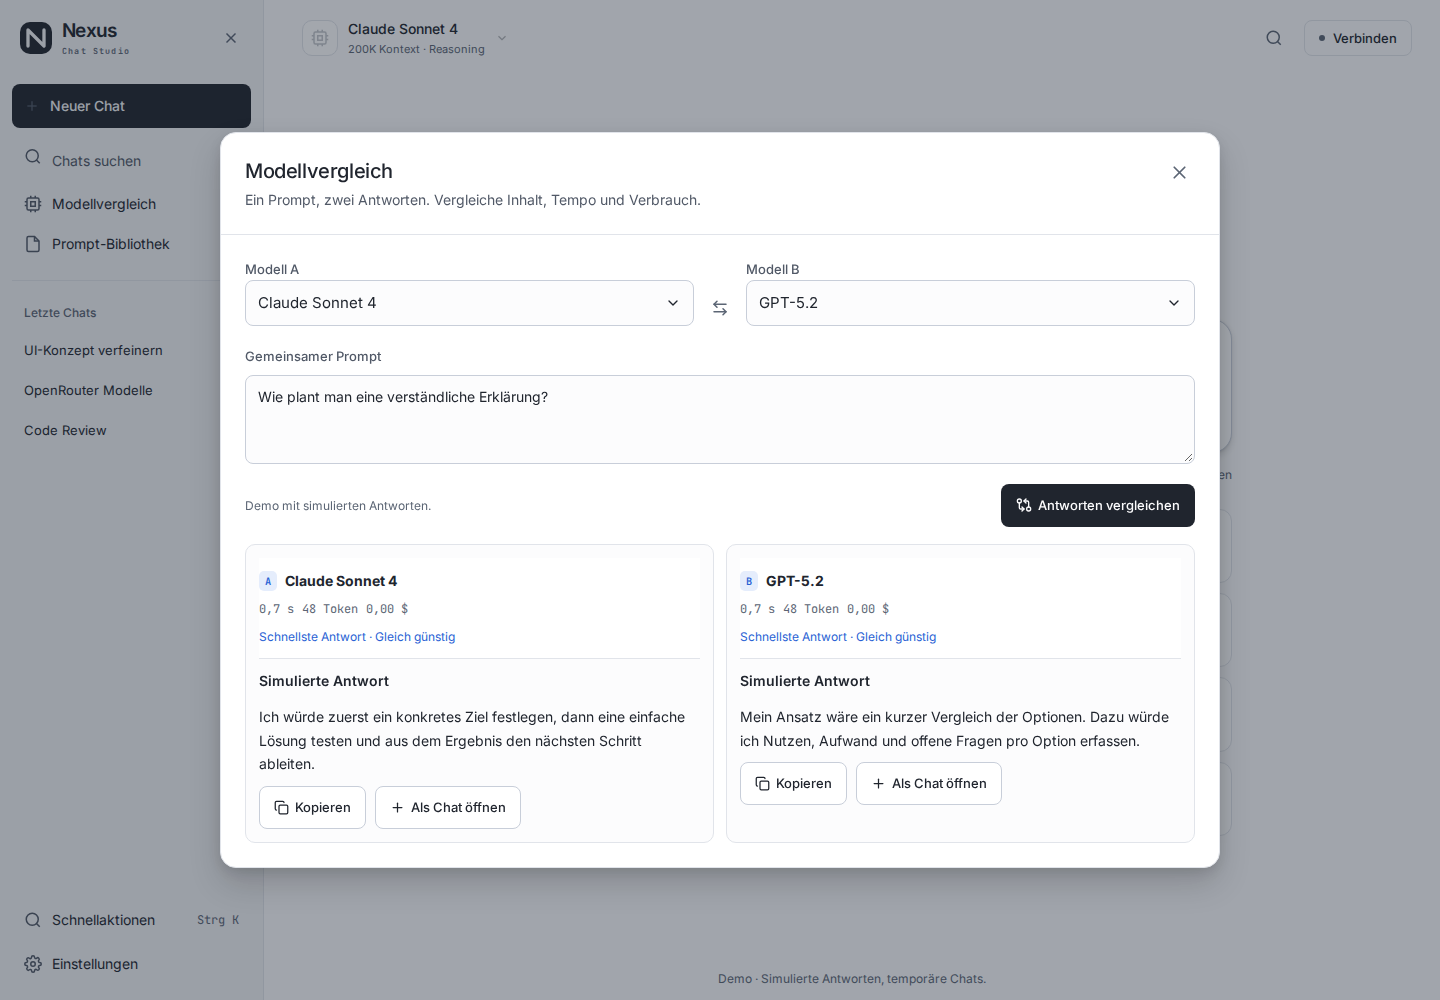 Nexus
Chat Studio
Neuer Chat
Chats suchen
Modellvergleich
Prompt-Bibliothek
Letzte Chats
UI-Konzept verfeinern
OpenRouter Modelle
Code Review
Schnellaktionen
Strg K
Einstellungen
Claude Sonnet 4
200K Kontext · Reasoning
Verbinden
Modellvergleich
Ein Prompt, zwei Antworten. Vergleiche Inhalt, Tempo und Verbrauch.
Modell A
Claude Sonnet 4
Modell B
GPT-5.2
Gemeinsamer Prompt
Wie plant man eine verständliche Erklärung?
Demo mit simulierten Antworten.
Antworten vergleichen
A Claude Sonnet 4
0,7 s 48 Token 0,00 $
Schnellste Antwort · Gleich günstig
Simulierte Antwort
Ich würde zuerst ein konkretes Ziel festlegen, dann eine einfache
Lösung testen und aus dem Ergebnis den nächsten Schritt
ableiten.
Kopieren
Als Chat öffnen
B GPT-5.2
0,7 s 48 Token 0,00 $
Schnellste Antwort · Gleich günstig
Simulierte Antwort
Mein Ansatz wäre ein kurzer Vergleich der Optionen. Dazu würde
ich Nutzen, Aufwand und offene Fragen pro Option erfassen.
Kopieren
Als Chat öffnen
en
Demo · Simulierte Antworten, temporäre Chats.